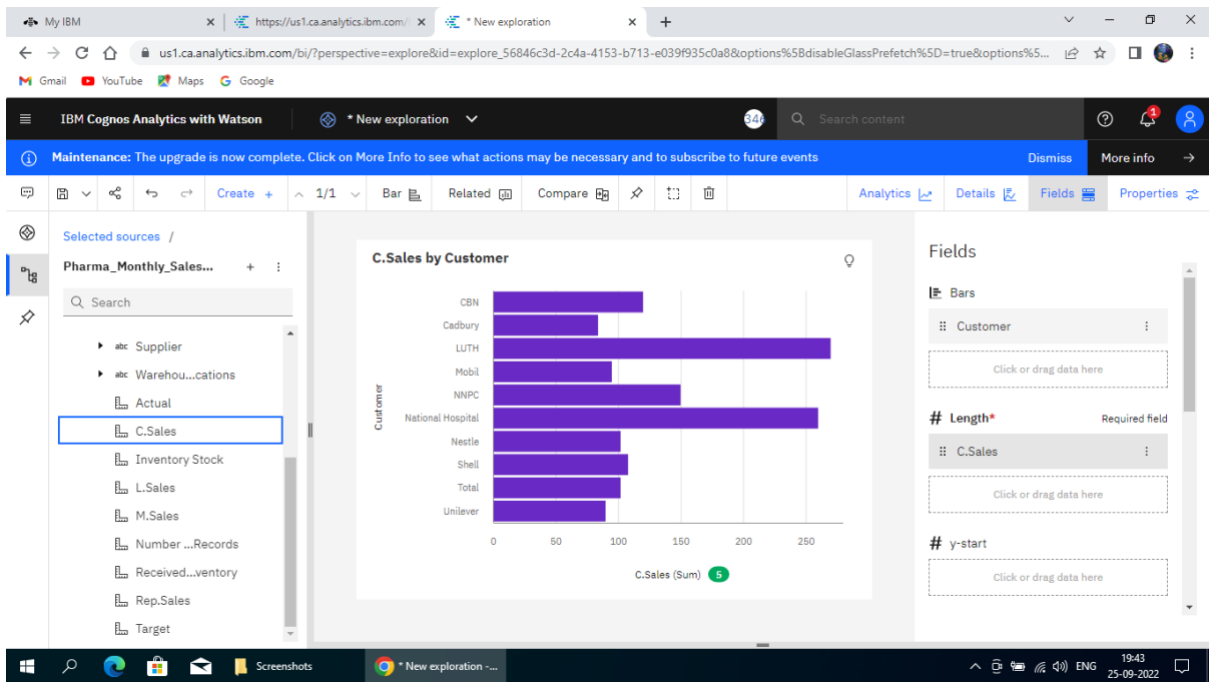 My IBM
https://us1.ca.analytics.ibm.com/
* New exploration
us1.ca.analytics.ibm.com/bi/?perspective=explore&id=explore_56846c3d-2c4a-4153-b713-e039f935c0a8&options%5BdisableGlassPrefetch%5D=true&options%5...
Gmail YouTube Maps Google
IBM Cognos Analytics with Watson * New exploration 346 Search content 1
Maintenance: The upgrade is now complete. Click on More Info to see what actions may be necessary and to subscribe to future events Dismiss More info
Create + 1/1 Bar Related Compare Analytics Details Fields Properties
Selected sources /
Pharma_Monthly_Sales...
Search
abc Supplier
abc Warehou...cations
Actual
C.Sales
Inventory Stock
L.Sales
M.Sales
Number ...Records
Received...ventory
Rep.Sales
Target
C.Sales by Customer
Customer
CBN
Cadbury
LUTH
Mobil
NNPC
National Hospital
Nestle
Shell
Total
Unilever
0 50 100 150 200 250
C.Sales (Sum) 5
Fields
Bars
Customer
Click or drag data here
# Length* Required field
C.Sales
Click or drag data here
# y-start
Click or drag data here
Screenshots
* New exploration -...
ENG
19:43
25-09-2022